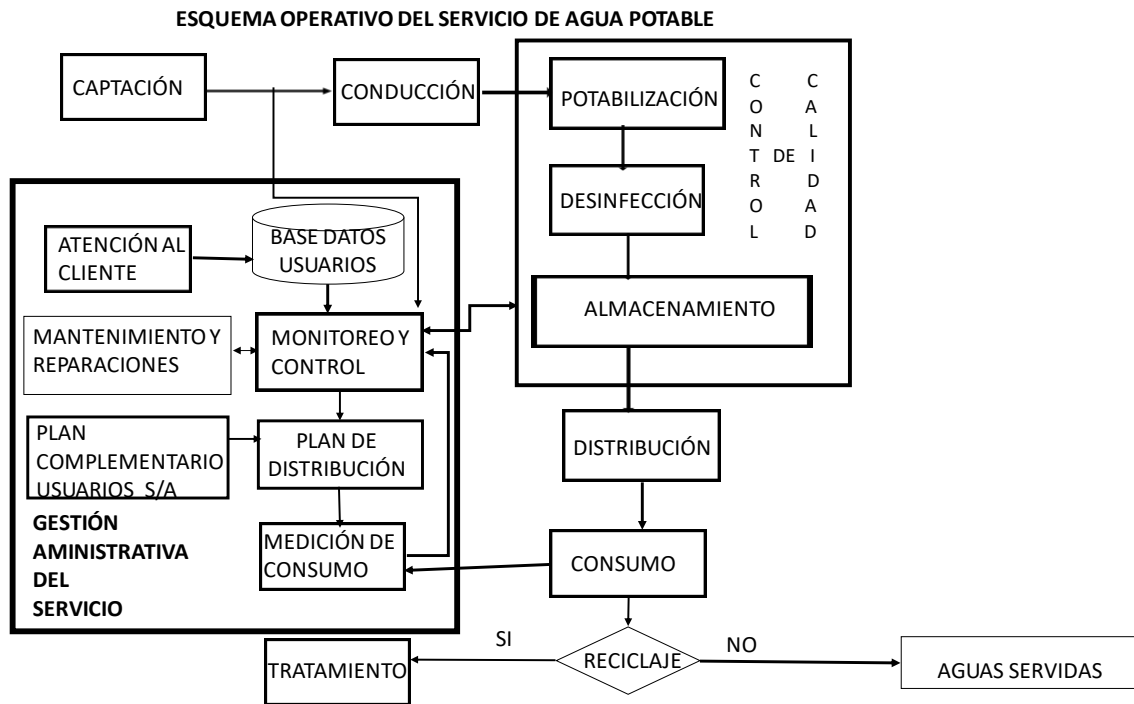 ESQUEMA OPERATIVO DEL SERVICIO DE AGUA POTABLE
CAPTACIÓN
CONDUCCIÓN
POTABILIZACIÓN
DESINFECCIÓN
ALMACENAMIENTO
CONTROL
DE
CALIDAD
ATENCIÓN AL
CLIENTE
BASE DATOS
USUARIOS
MANTENIMIENTO Y
REPARACIONES
MONITOREO Y
CONTROL
PLAN
COMPLEMENTARIO
USUARIOS S/A
PLAN DE
DISTRIBUCIÓN
GESTIÓN
AMINISTRATIVA
DEL
SERVICIO
MEDICIÓN DE
CONSUMO
DISTRIBUCIÓN
CONSUMO
SI
RECICLAJE
NO
TRATAMIENTO
AGUAS SERVIDAS